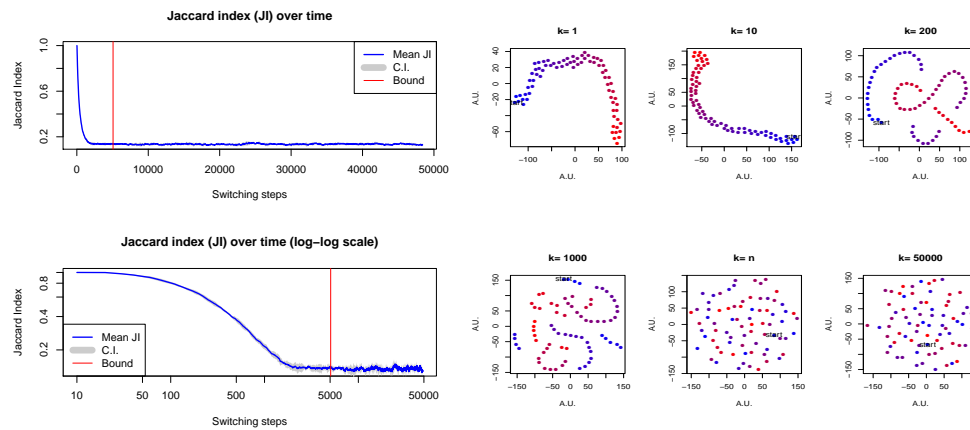 Jaccard index (JI) over time
Jaccard Index
1.0
0.6
0.2
Mean JI
C.I.
Bound
0
10000
20000
30000
40000
50000
Switching steps
Jaccard index (JI) over time (log−log scale)
Jaccard Index
0.8
0.4
0.2
Mean JI
C.I.
Bound
10
50
100
500
5000
50000
Switching steps
k= 1
A.U.
40
20
0
−20
−60
start
−100
−50
0
50
100
A.U.
k= 10
A.U.
150
100
50
0
−100
start
−50
0
50
100
150
A.U.
k= 200
A.U.
100
50
0
−50
−100
start
−100
−50
0
50
100
A.U.
k= 1000
A.U.
150
50
0
−50
−150
start
−150
−50
0
50
100
150
A.U.
k= n
A.U.
150
50
0
−50
−150
start
−150
−50
0
50
150
A.U.
k= 50000
A.U.
150
50
0
−50
−150
start
−150
−50
0
50
150
A.U.